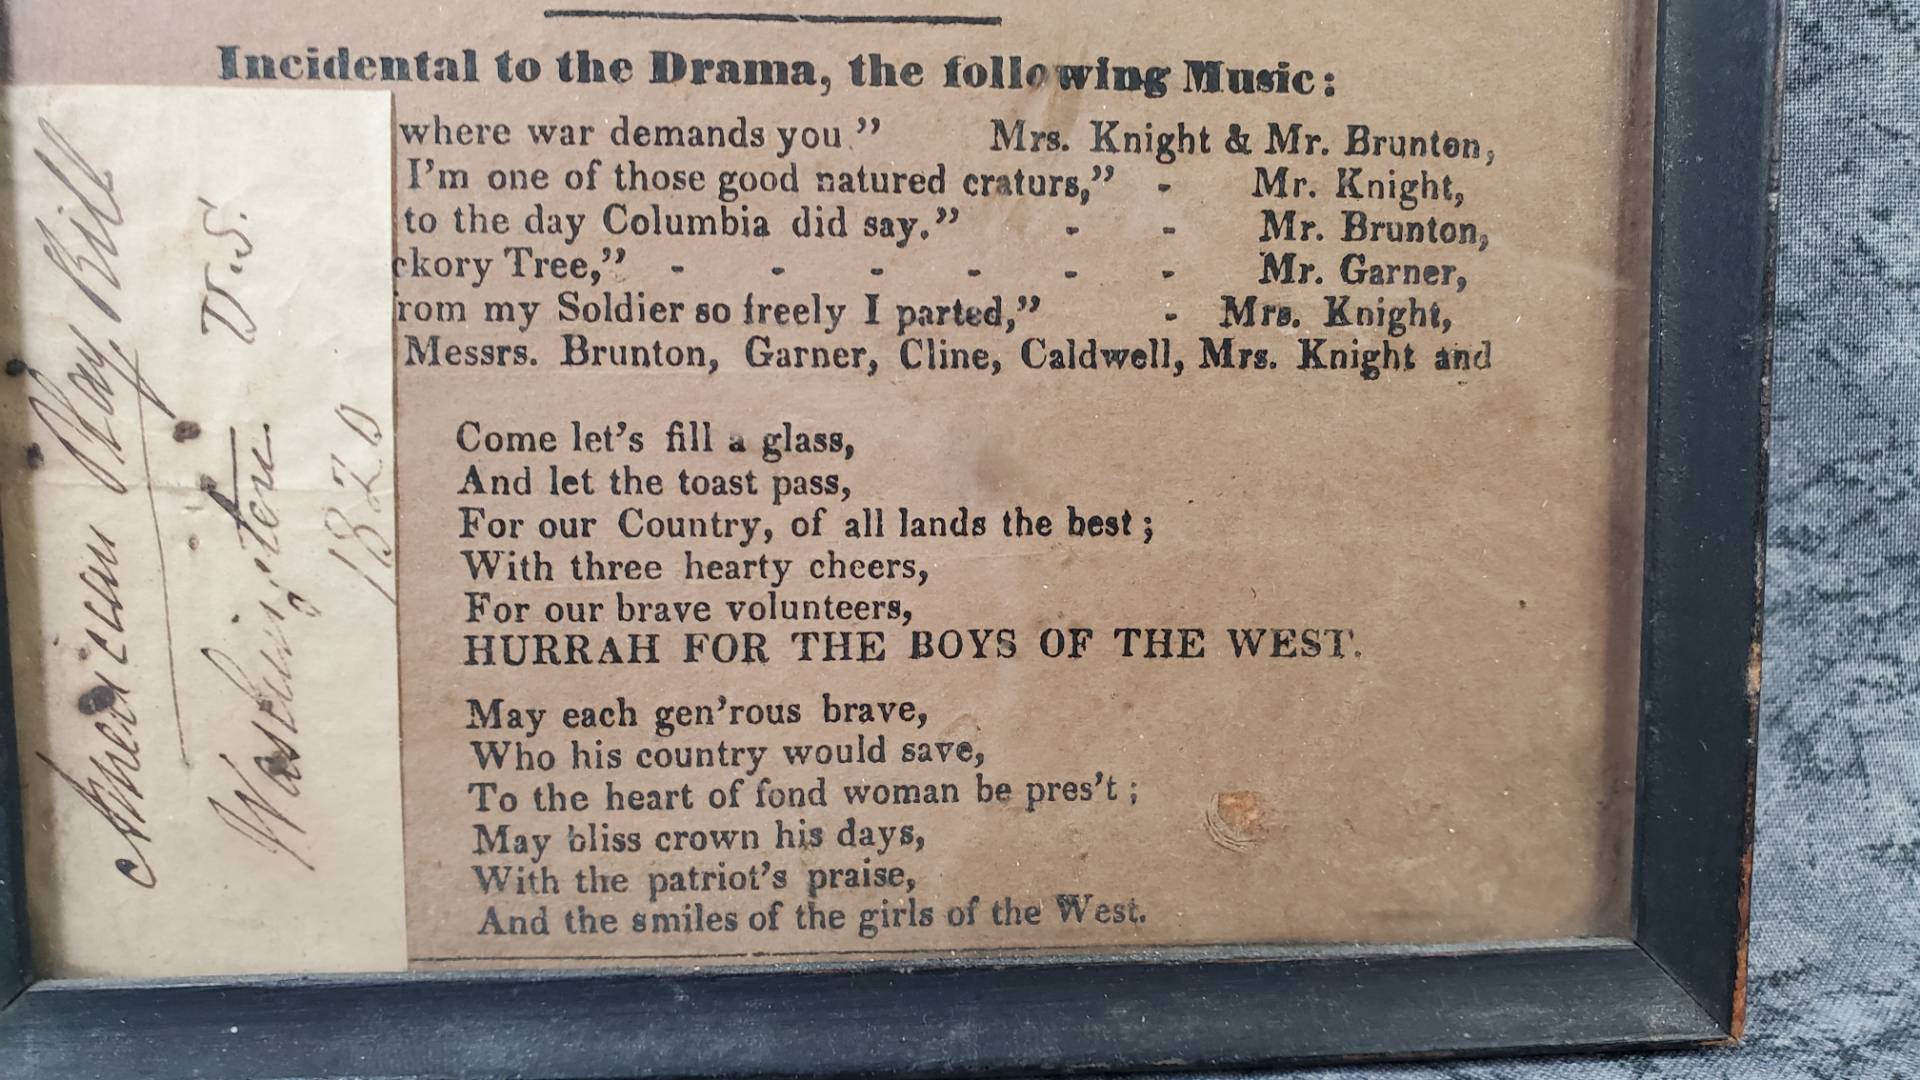 Incidental to the Drama, the following Music:
where war demands you." Mrs. Knight & Mr. Brunton,
I'm one of those good natured craturs," - Mr. Knight,
to the day Columbia did say." - - Mr. Brunton,
ckory Tree," - - - - - - Mr. Garner,
rom my Soldier so freely I parted," - Mrs. Knight,
Messrs. Brunton, Garner, Cline, Caldwell, Mrs. Knight and
Come let's fill a glass,
And let the toast pass,
For our Country, of all lands the best;
With three hearty cheers,
For our brave volunteers,
HURRAH FOR THE BOYS OF THE WEST.
May each gen'rous brave,
Who his country would save,
To the heart of fond woman be pres't;
May bliss crown his days,
With the patriot's praise,
And the smiles of the girls of the West.
American Play Bill
Washington U.S.
1820